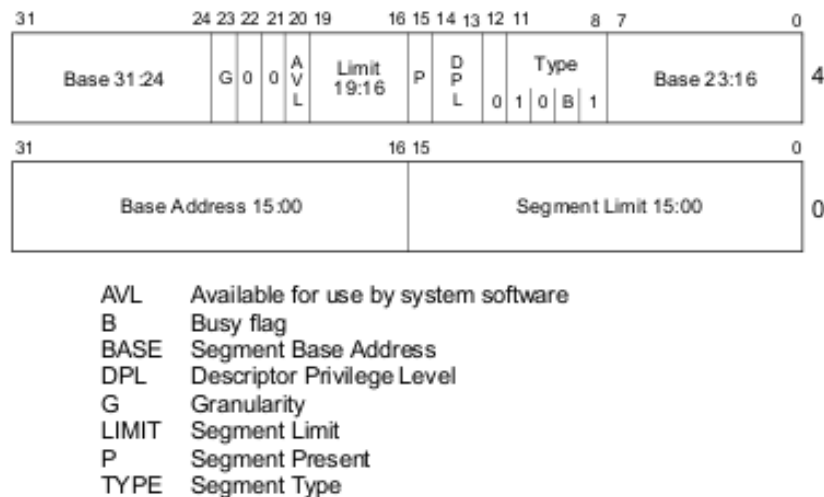 31 24 23 22 21 20 19 16 15 14 13 12 11 8 7 0
Base 31:24 G 0 0 AVL Limit 19:16 P DPL 0 Type 1 0 B 1 Base 23:16 4
31 16 15 0
Base Address 15:00 Segment Limit 15:00 0
AVL Available for use by system software
B Busy flag
BASE Segment Base Address
DPL Descriptor Privilege Level
G Granularity
LIMIT Segment Limit
P Segment Present
TYPE Segment Type